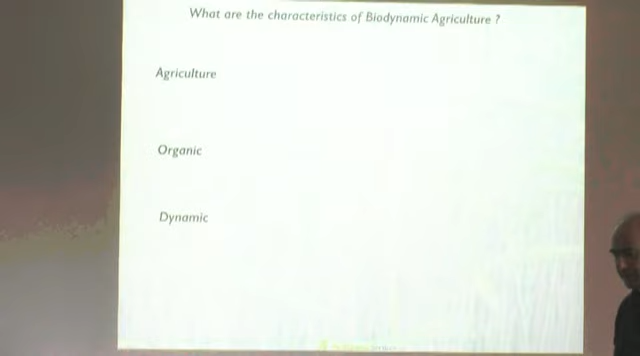 What are the characteristics of Biodynamic Agriculture ?
Agriculture
Organic
Dynamic